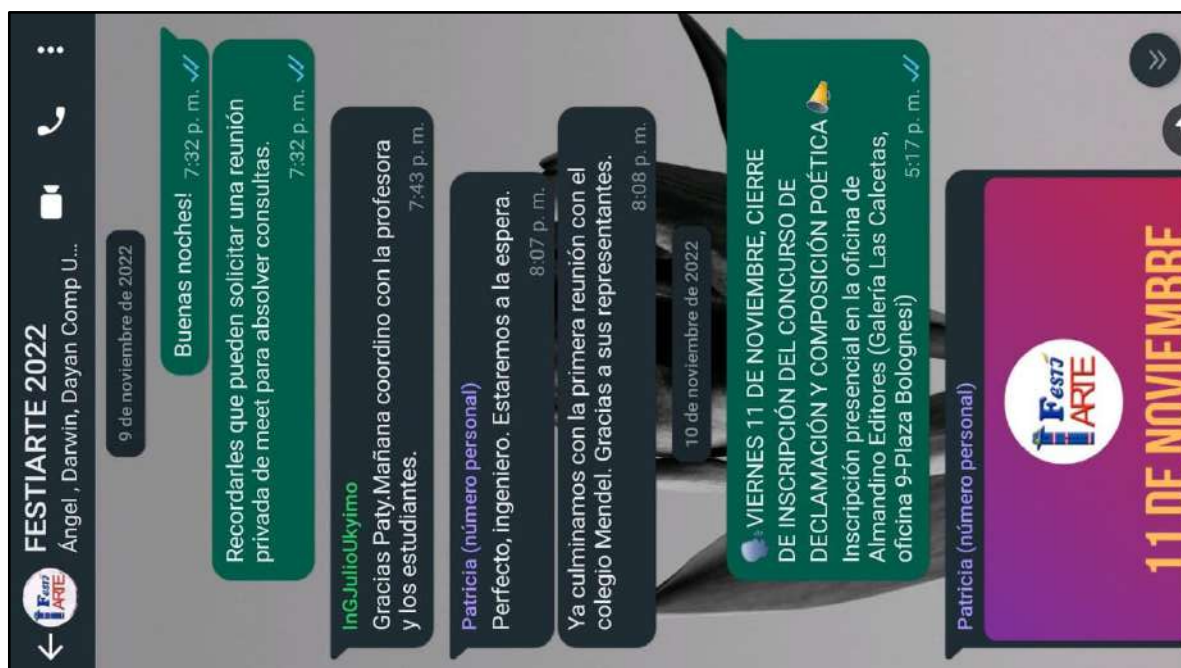 FESTIARTE 2022
Ángel , Darwin, Dayan Comp U...
9 de noviembre de 2022
Buenas noches!
7:32 p. m.
Recordarles que pueden solicitar una reunión
privada de meet para absolver consultas.
7:32 p. m.
InGJulioUkyimo
Gracias Paty.Mañana coordino con la profesora
y los estudiantes.
7:43 p. m.
Patricia (número personal)
Perfecto, ingeniero. Estaremos a la espera.
8:07 p. m.
Ya culminamos con la primera reunión con el
colegio Mendel. Gracias a sus representantes.
8:08 p. m.
10 de noviembre de 2022
VIERNES 11 DE NOVIEMBRE, CIERRE
DE INSCRIPCIÓN DEL CONCURSO DE
DECLAMACIÓN Y COMPOSICIÓN POÉTICA
Inscripción presencial en la oficina de
Almandino Editores (Galería Las Calcetas,
oficina 9-Plaza Bolognesi)
5:17 p. m.
Patricia (número personal)
Festi
ARTE
11 DE NOVIEMBRE